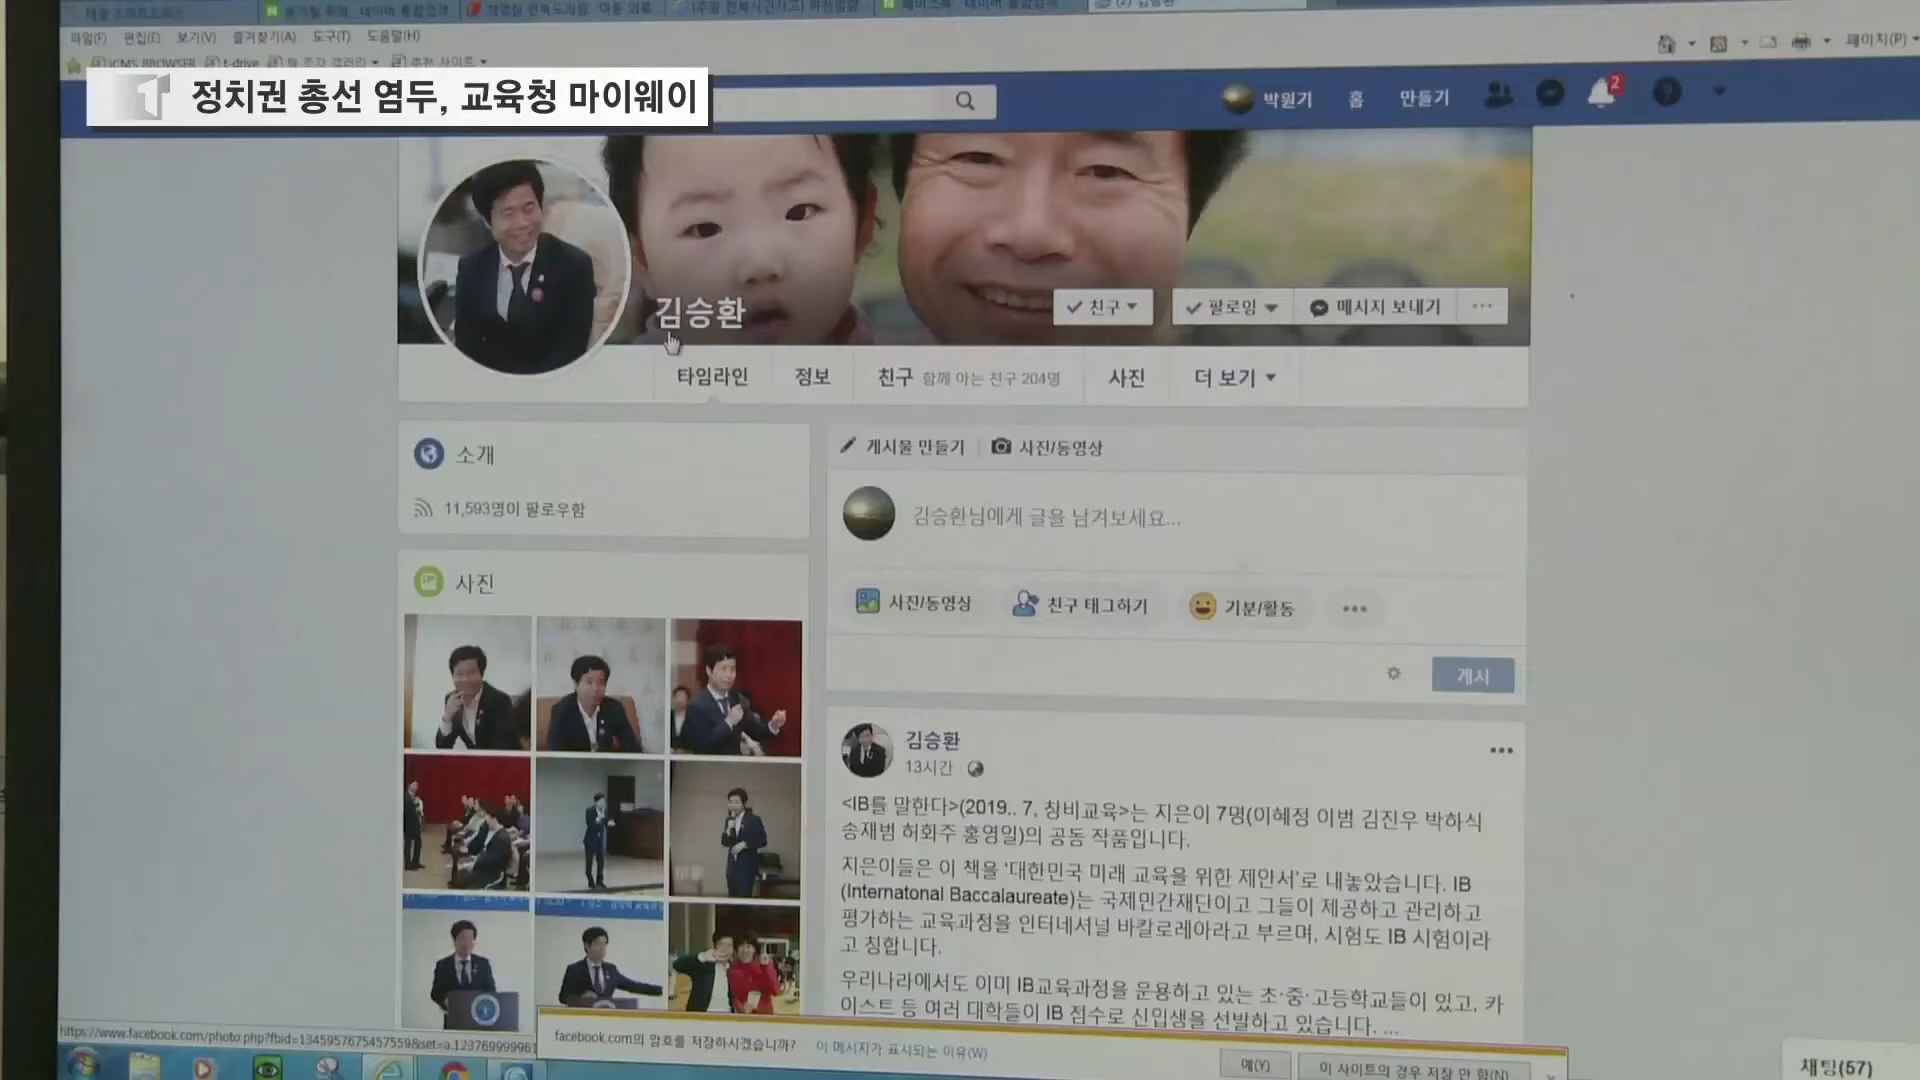 파일(F) 편집(E) 보기(V) 즐겨찾기(A) 도구(T) 도움말(H)
페이지(P)
JCMS BROWSER t-drive 추천 사이트
1 정치권 총선 염두, 교육청 마이웨이
박원기 홈 만들기 2
김승환
친구 팔로잉 메시지 보내기 ...
타임라인 정보 친구 함께 아는 친구 204명 사진 더 보기
소개
11,593명이 팔로우함
사진
게시물 만들기 사진/동영상
김승환님에게 글을 남겨보세요...
사진/동영상 친구 태그하기 기분/활동
게시
김승환
13시간
<IB를 말한다>(2019.. 7, 창비교육>는 지은이 7명(이혜정 이범 김진우 박하식
송재범 허화주 홍영일)의 공동 작품입니다.
지은이들은 이 책을 '대한민국 미래 교육을 위한 제안서'로 내놓았습니다. IB
(Internatonal Baccalaureate)는 국제민간재단이고 그들이 제공하고 관리하고
평가하는 교육과정을 인터네셔널 바칼로레아라고 부르며, 시험도 IB 시험이라
고 칭합니다.
우리나라에서도 이미 IB교육과정을 운용하고 있는 초·중·고등학교들이 있고, 카
이스트 등 여러 대학들이 IB 점수로 신입생을 선발하고 있습니다. ...
https://www.facebook.com/photo.php?fbid=1345957675457559&set=a.1237699996
facebook.com의 암호를 저장하시겠습니까? 이 메시지가 표시되는 이유(W)
예(Y) 이 사이트의 경우 저장 안 함(N)
채팅(57)